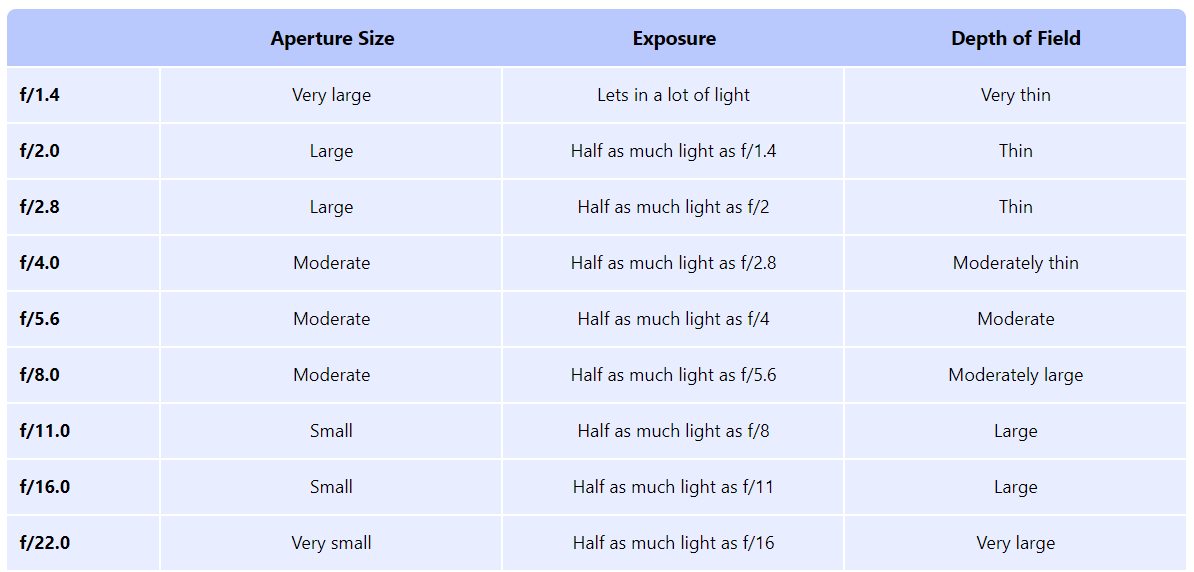 Aperture Size Exposure Depth of Field
f/1.4 Very large Lets in a lot of light Very thin
f/2.0 Large Half as much light as f/1.4 Thin
f/2.8 Large Half as much light as f/2 Thin
f/4.0 Moderate Half as much light as f/2.8 Moderately thin
f/5.6 Moderate Half as much light as f/4 Moderate
f/8.0 Moderate Half as much light as f/5.6 Moderately large
f/11.0 Small Half as much light as f/8 Large
f/16.0 Small Half as much light as f/11 Large
f/22.0 Very small Half as much light as f/16 Very large